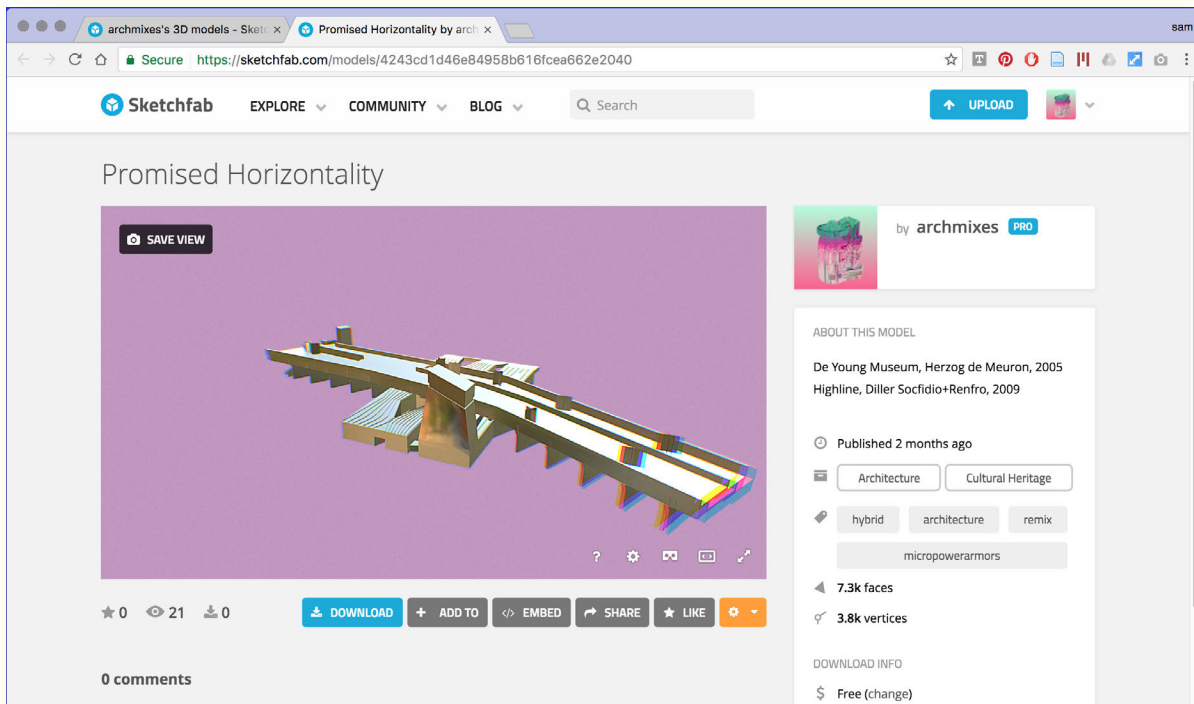 archmixes's 3D models - Sketc
Promised Horizontality by arch
sam
Secure https://sketchfab.com/models/4243cd1d46e84958b616fcea662e2040
Sketchfab EXPLORE COMMUNITY BLOG Search UPLOAD
Promised Horizontality
SAVE VIEW
by archmixes PRO
ABOUT THIS MODEL
De Young Museum, Herzog de Meuron, 2005
Highline, Diller Socfidio+Renfro, 2009
Published 2 months ago
Architecture Cultural Heritage
hybrid architecture remix
micropowerarmors
7.3k faces
3.8k vertices
DOWNLOAD INFO
$ Free (change)
?
0 21 0 DOWNLOAD + ADD TO </> EMBED SHARE LIKE
0 comments